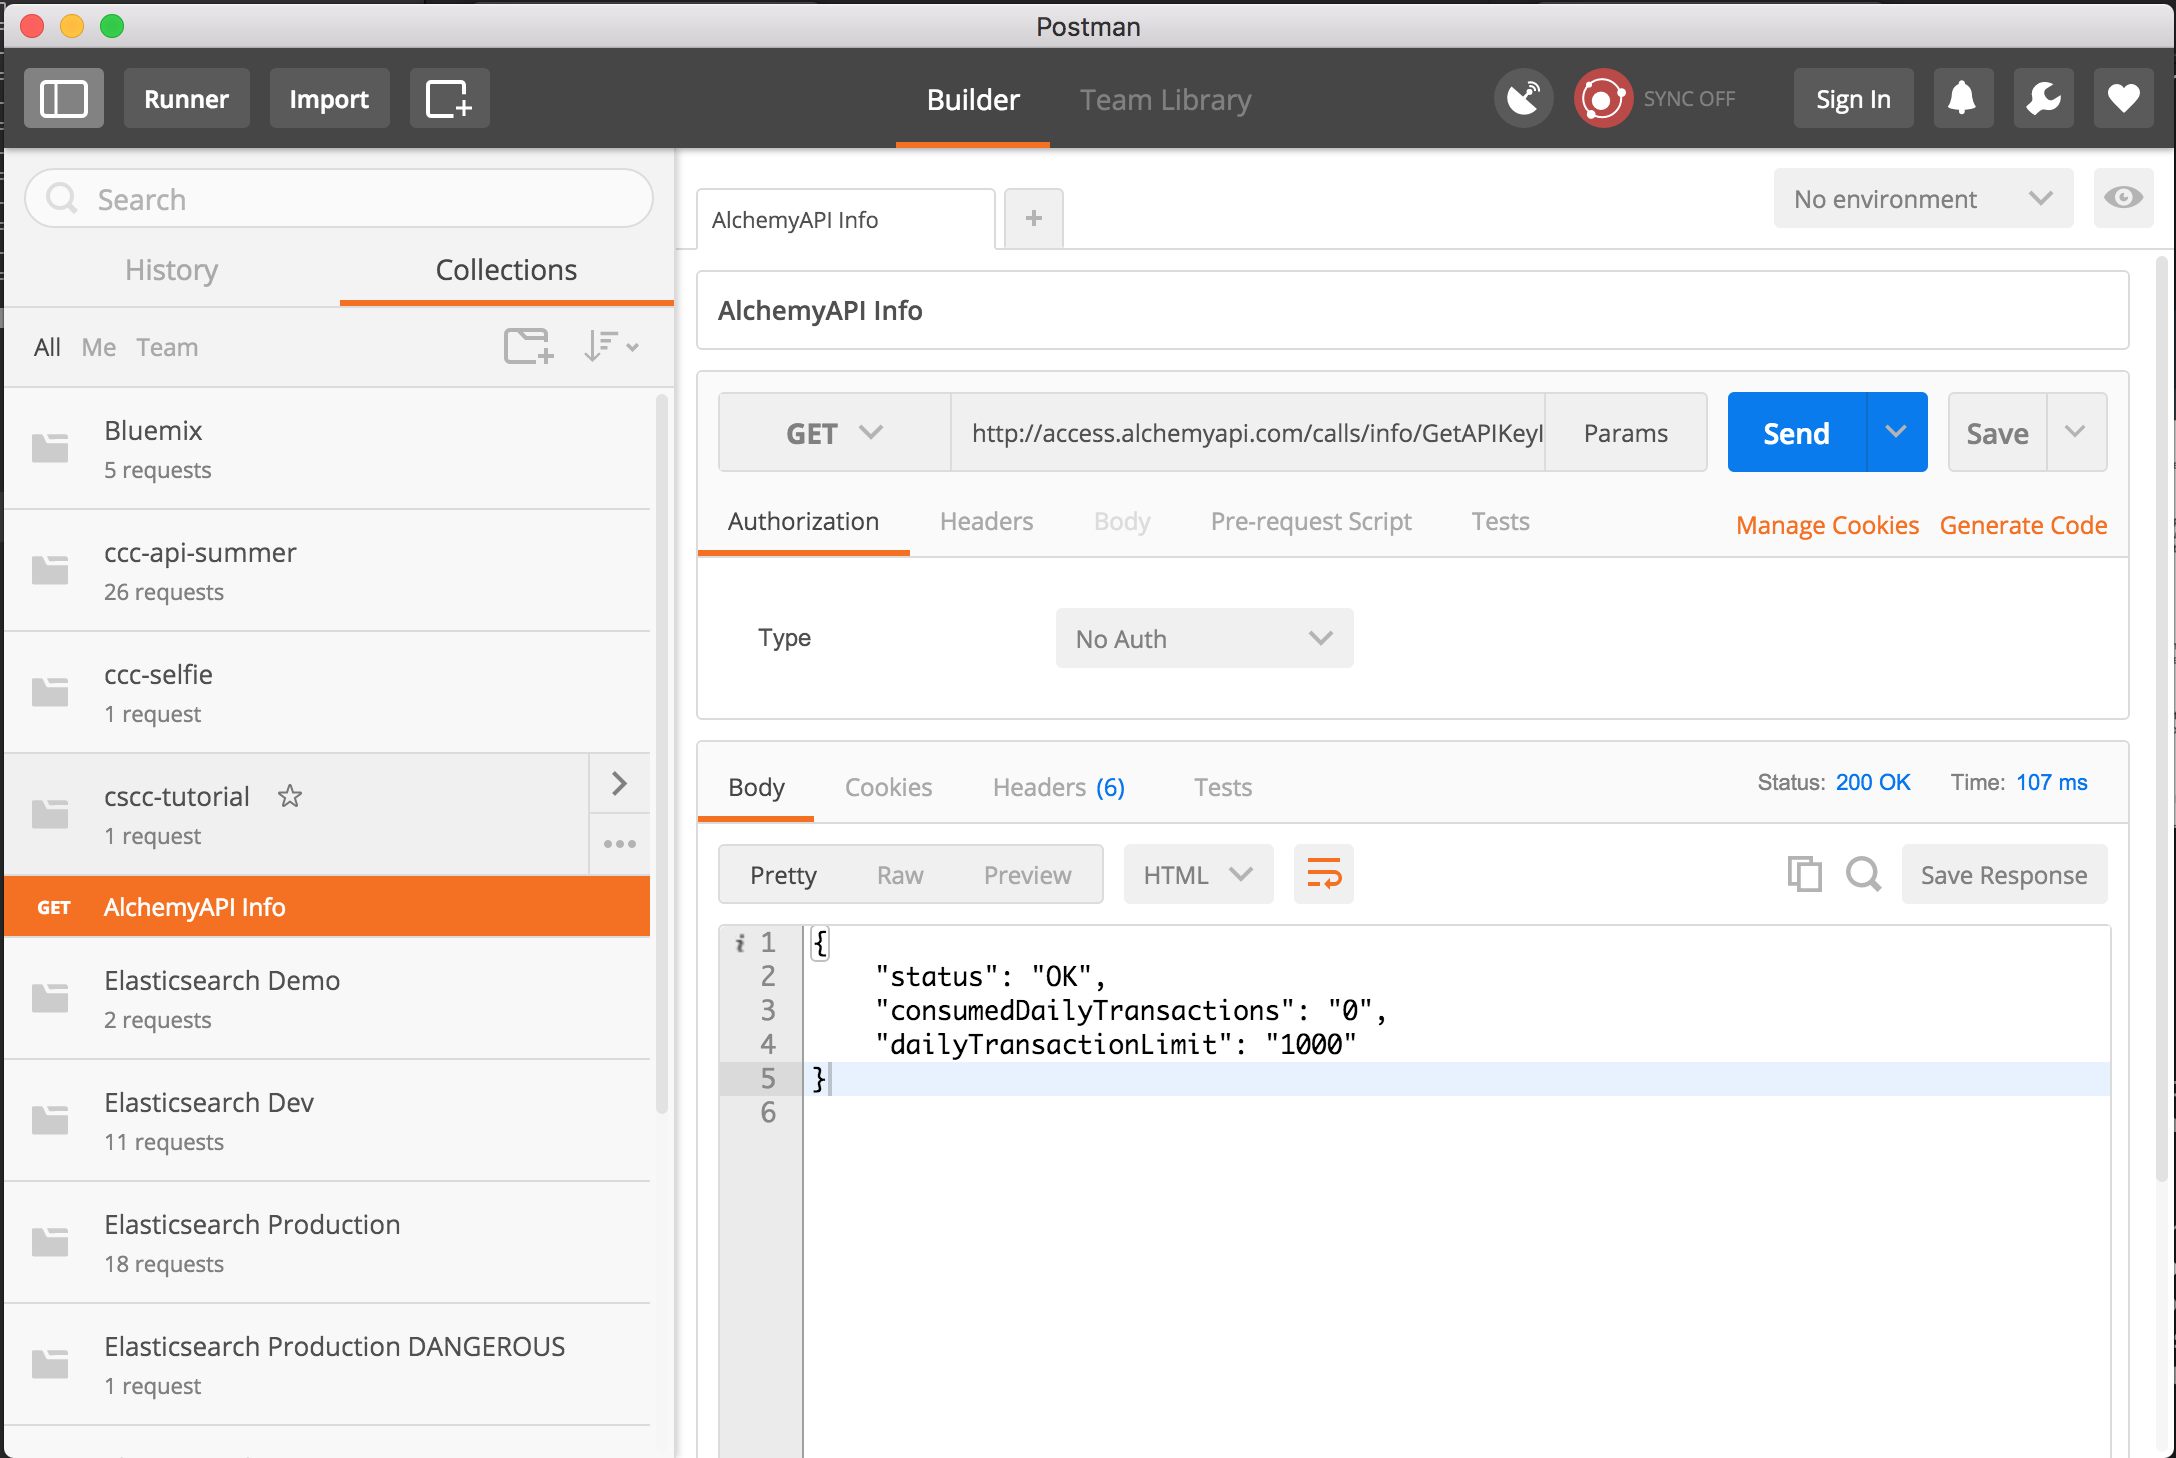 Postman
Runner
Import
Builder
Team Library
SYNC OFF
Sign In
Search
History
Collections
All Me Team
Bluemix
5 requests
ccc-api-summer
26 requests
ccc-selfie
1 request
cscc-tutorial
1 request
GET AlchemyAPI Info
Elasticsearch Demo
2 requests
Elasticsearch Dev
11 requests
Elasticsearch Production
18 requests
Elasticsearch Production DANGEROUS
1 request
AlchemyAPI Info
+
No environment
AlchemyAPI Info
GET
http://access.alchemyapi.com/calls/info/GetAPIKeyI
Params
Send
Save
Authorization
Headers
Body
Pre-request Script
Tests
Manage Cookies
Generate Code
Type
No Auth
Body
Cookies
Headers (6)
Tests
Status: 200 OK
Time: 107 ms
Pretty
Raw
Preview
HTML
Save Response
i 1 {
2 "status": "OK",
3 "consumedDailyTransactions": "0",
4 "dailyTransactionLimit": "1000"
5 }
6